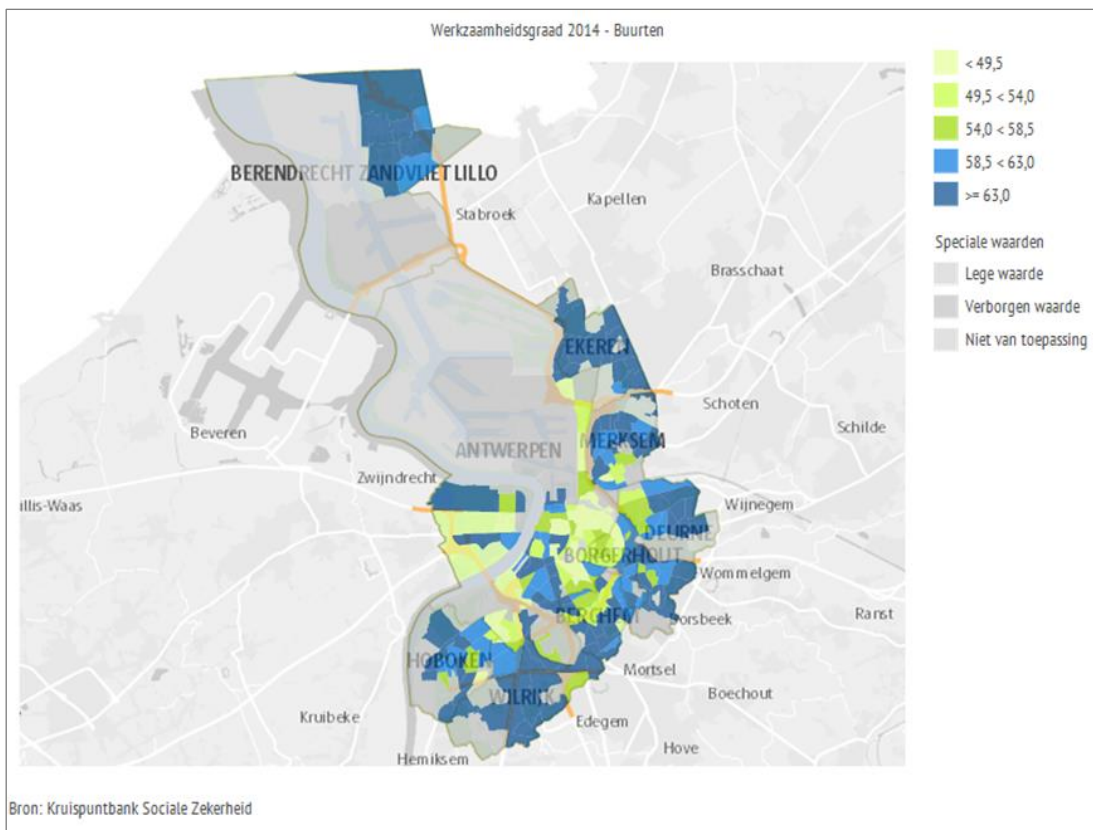 Werkzaamheidsgraad 2014 - Buurten
< 49,5
49,5 < 54,0
54,0 < 58,5
58,5 < 63,0
>= 63,0
Speciale waarden
Lege waarde
Verborgen waarde
Niet van toepassing
BERENDRECHT ZANDVLIET LILLO
Kapellen
Stabroek
Brasschaat
EKEREN
Schoten
Schilde
Beveren
MERKSEM
ANTWERPEN
Zwijndrecht
illis-Waas
Wijnegem
DEURNE
BORGERHOUT
Wommelgem
Ranst
BERCHEM
Borsbeek
HOBOKEN
Mortsel
WILRIJK
Boechout
Kruibeke
Edegem
Hove
Hemiksem
Bron: Kruispuntbank Sociale Zekerheid